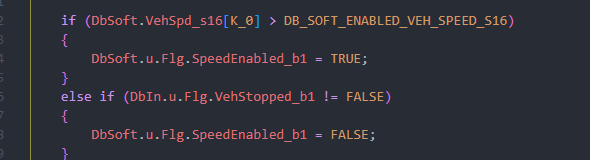 if (DbSoft.VehSpd_s16[K_0] > DB_SOFT_ENABLED_VEH_SPEED_S16)
{
DbSoft.u.Flg.SpeedEnabled_b1 = TRUE;
}
else if (DbIn.u.Flg.VehStopped_b1 != FALSE)
{
DbSoft.u.Flg.SpeedEnabled_b1 = FALSE;
}